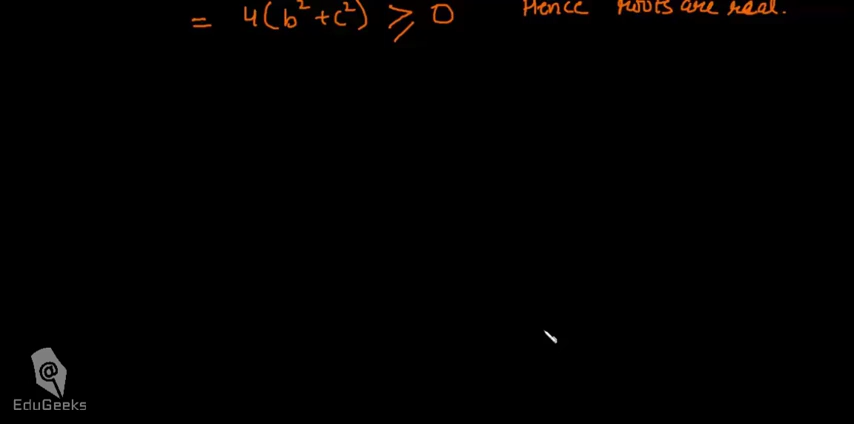 = 4(b² + c²) ≥ 0 Hence roots are real.
@
EduGeeks